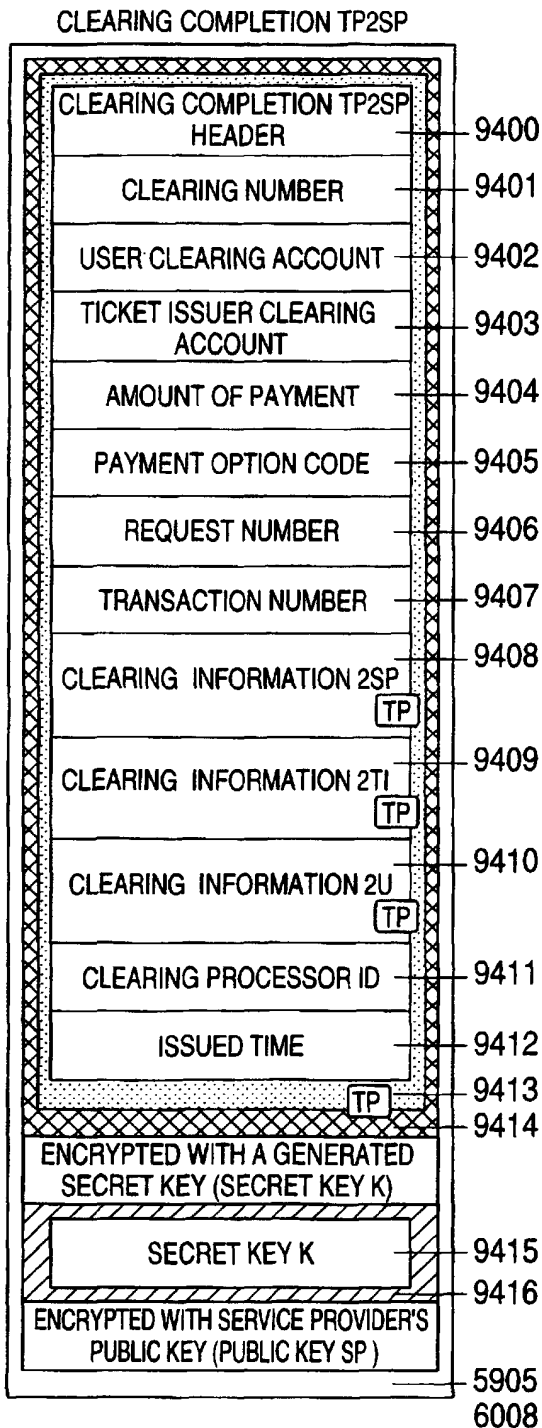 CLEARING COMPLETION TP2SP
CLEARING COMPLETION TP2SP
HEADER
9400
CLEARING NUMBER
9401
USER CLEARING ACCOUNT
9402
TICKET ISSUER CLEARING
ACCOUNT
9403
AMOUNT OF PAYMENT
9404
PAYMENT OPTION CODE
9405
REQUEST NUMBER
9406
TRANSACTION NUMBER
9407
CLEARING INFORMATION 2SP
9408
TP
CLEARING INFORMATION 2TI
9409
TP
CLEARING INFORMATION 2U
9410
TP
CLEARING PROCESSOR ID
9411
ISSUED TIME
9412
TP
9413
9414
ENCRYPTED WITH A GENERATED
SECRET KEY (SECRET KEY K)
SECRET KEY K
9415
9416
ENCRYPTED WITH SERVICE PROVIDER'S
PUBLIC KEY (PUBLIC KEY SP )
5905
6008